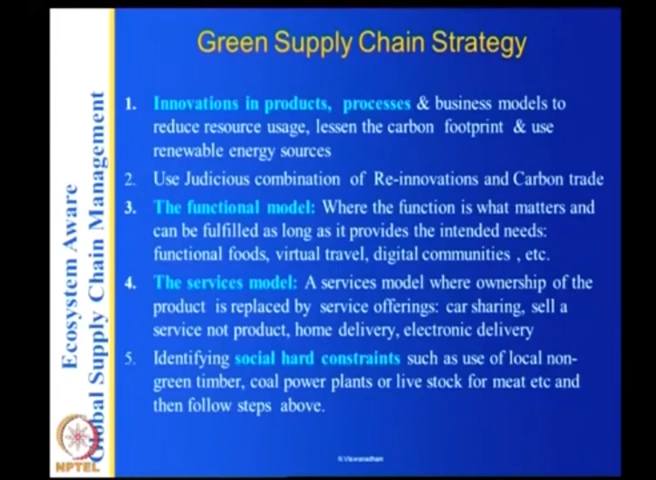 Green Supply Chain Strategy
1. Innovations in products, processes & business models to
reduce resource usage, lessen the carbon footprint & use
renewable energy sources
2. Use Judicious combination of Re-innovations and Carbon trade
3. The functional model: Where the function is what matters and
can be fulfilled as long as it provides the intended needs:
functional foods, virtual travel, digital communities , etc.
4. The services model: A services model where ownership of the
product is replaced by service offerings: car sharing, sell a
service not product, home delivery, electronic delivery
5. Identifying social hard constraints such as use of local non-
green timber, coal power plants or live stock for meat etc and
then follow steps above.
Ecosystem Aware
Global Supply Chain Management
NPTEL
N.Viswanadham